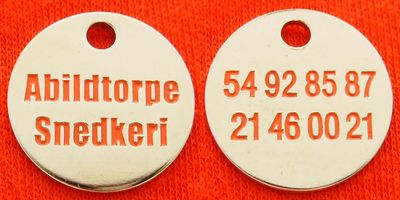 Abildtorpe
Snedkeri
54 92 85 87
21 46 00 21